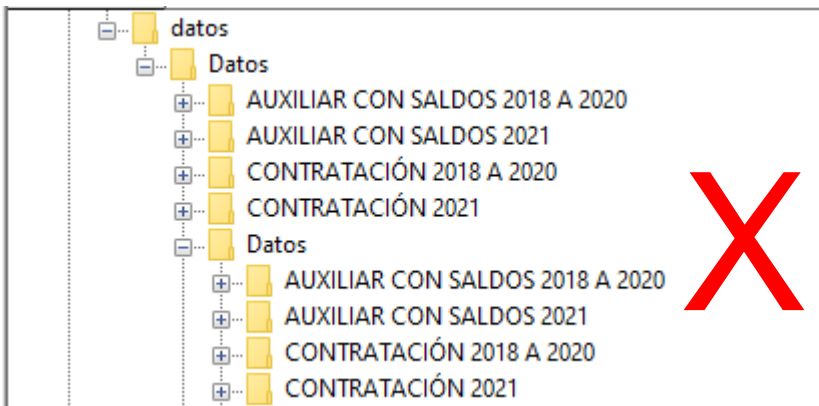 datos
Datos
AUXILIAR CON SALDOS 2018 A 2020
AUXILIAR CON SALDOS 2021
CONTRATACIÓN 2018 A 2020
CONTRATACIÓN 2021
Datos
AUXILIAR CON SALDOS 2018 A 2020
AUXILIAR CON SALDOS 2021
CONTRATACIÓN 2018 A 2020
CONTRATACIÓN 2021
X